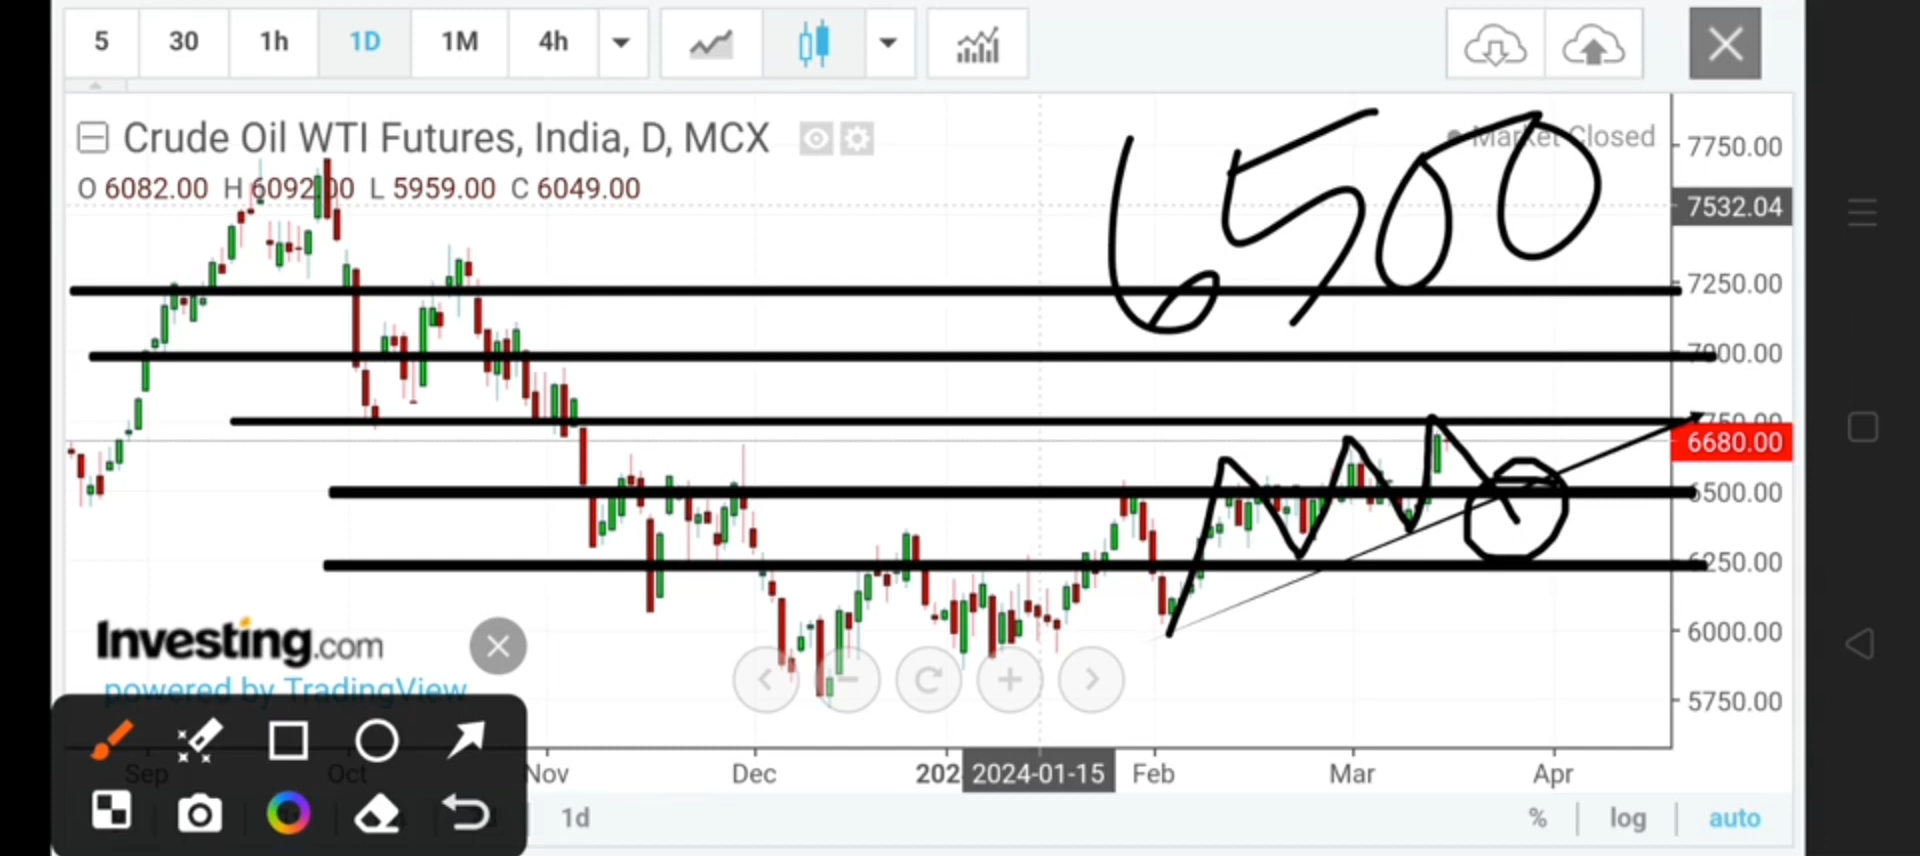 5 30 1h 1D 1M 4h
Crude Oil WTI Futures, India, D, MCX
Market Closed
O 6082.00 H 6092.00 L 5959.00 C 6049.00
6500
7750.00
7532.04
7250.00
7000.00
6680.00
6500.00
6250.00
6000.00
5750.00
Investing.com
powered by TradingView
Sep Oct Nov Dec 202 2024-01-15 Feb Mar Apr
1d % log auto